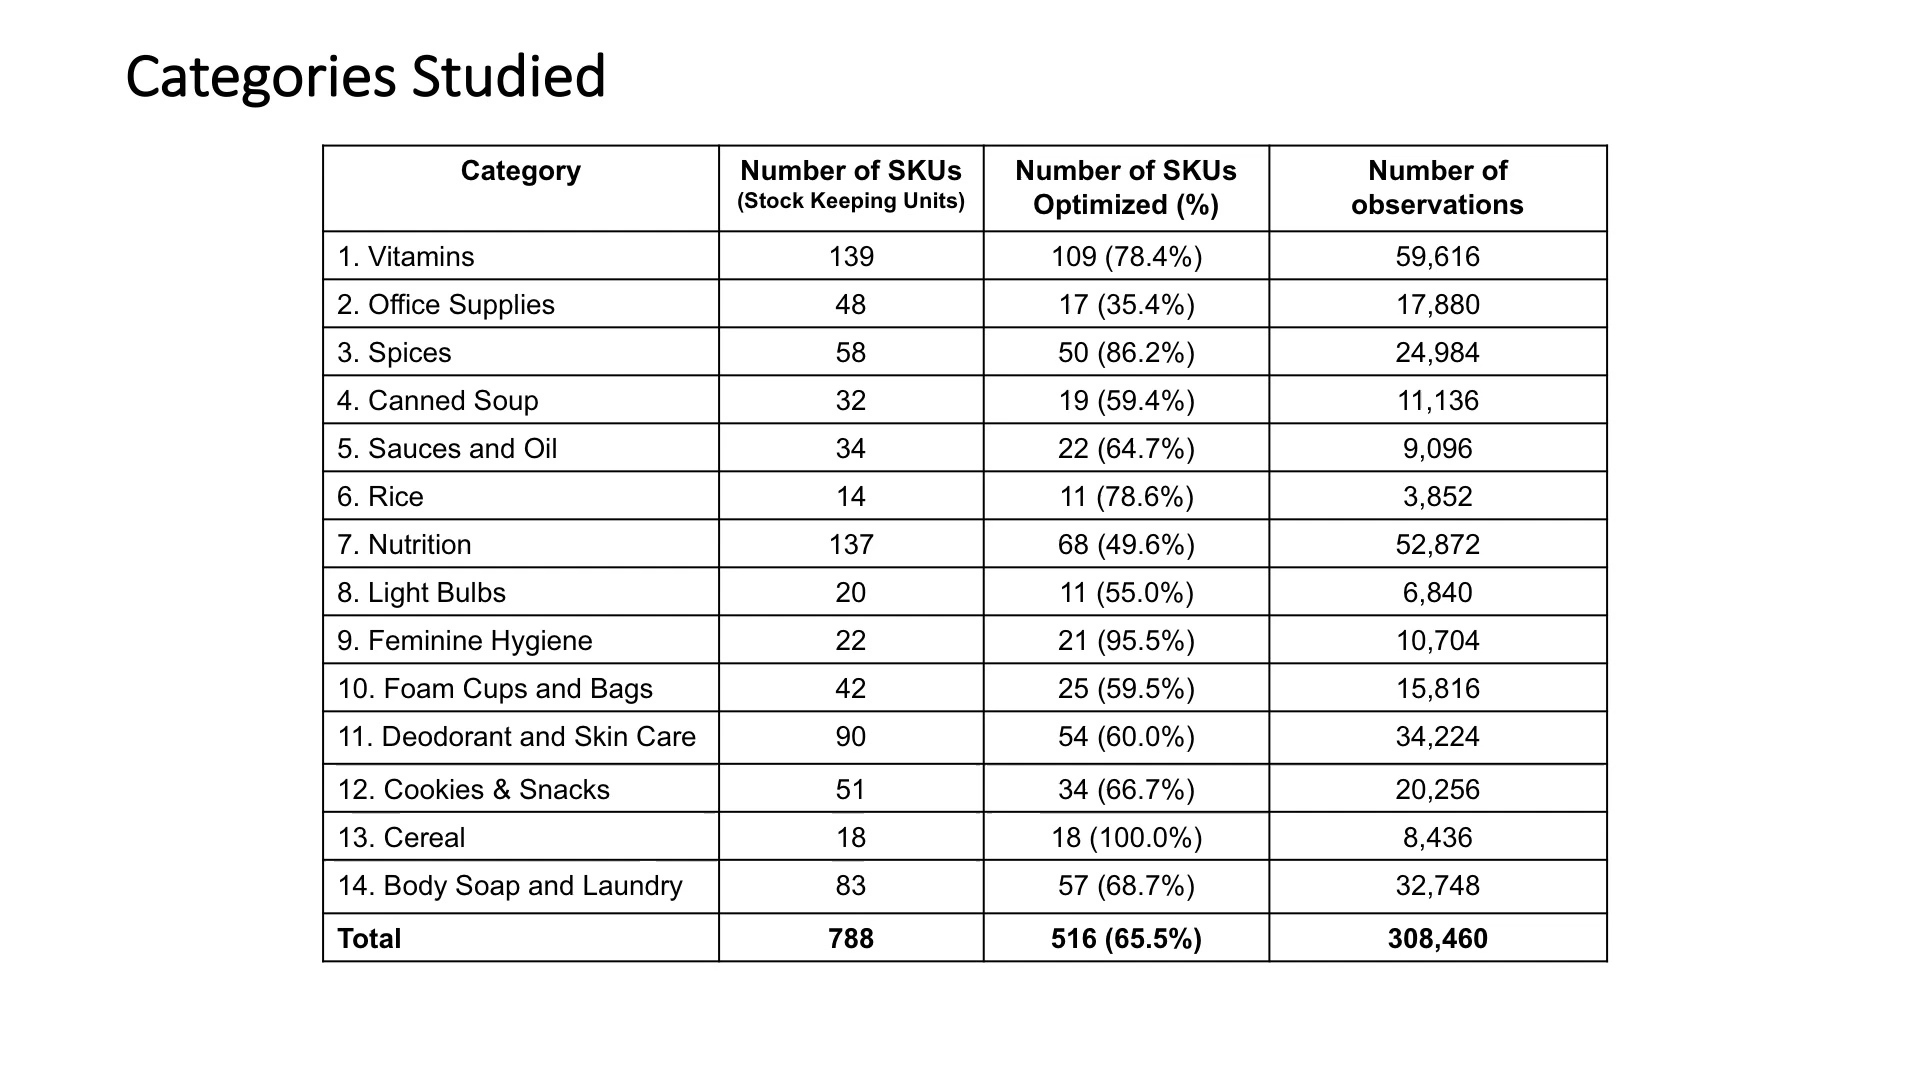 Categories Studied
Category Number of SKUs (Stock Keeping Units) Number of SKUs Optimized (%) Number of observations
1. Vitamins 139 109 (78.4%) 59,616
2. Office Supplies 48 17 (35.4%) 17,880
3. Spices 58 50 (86.2%) 24,984
4. Canned Soup 32 19 (59.4%) 11,136
5. Sauces and Oil 34 22 (64.7%) 9,096
6. Rice 14 11 (78.6%) 3,852
7. Nutrition 137 68 (49.6%) 52,872
8. Light Bulbs 20 11 (55.0%) 6,840
9. Feminine Hygiene 22 21 (95.5%) 10,704
10. Foam Cups and Bags 42 25 (59.5%) 15,816
11. Deodorant and Skin Care 90 54 (60.0%) 34,224
12. Cookies & Snacks 51 34 (66.7%) 20,256
13. Cereal 18 18 (100.0%) 8,436
14. Body Soap and Laundry 83 57 (68.7%) 32,748
Total 788 516 (65.5%) 308,460